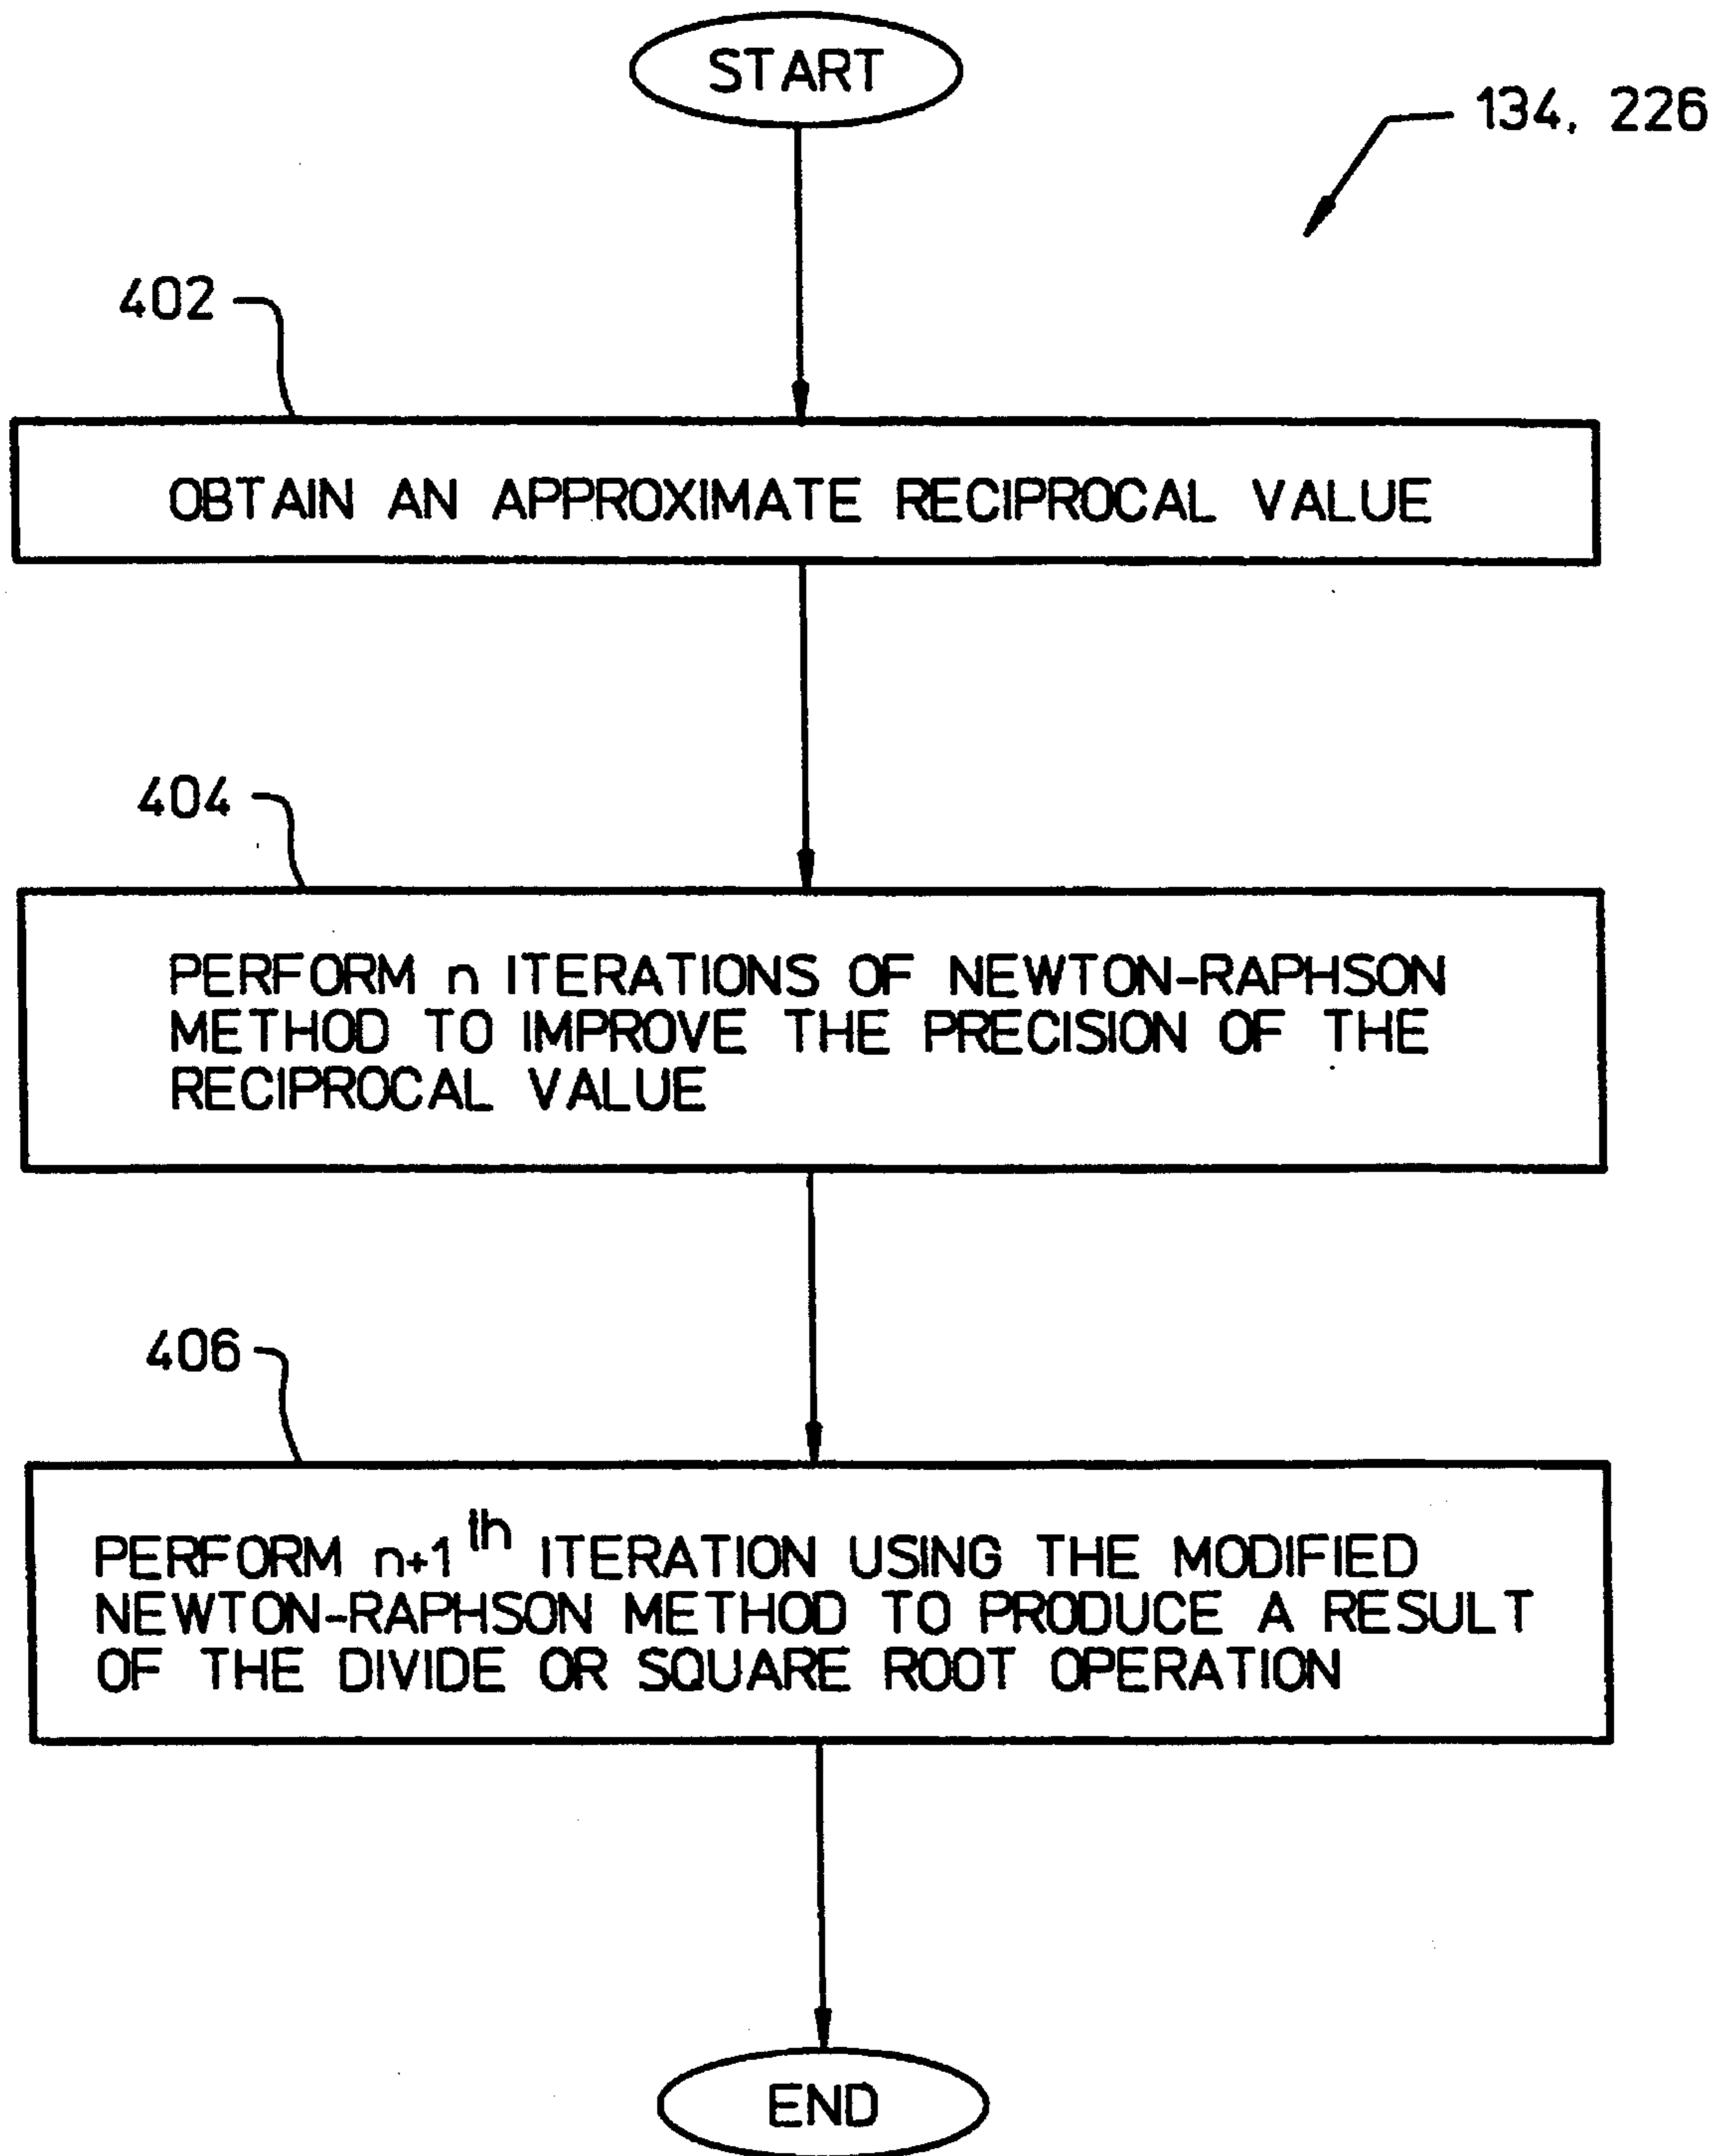 START
134, 226
402
OBTAIN AN APPROXIMATE RECIPROCAL VALUE
404
PERFORM n ITERATIONS OF NEWTON-RAPHSON
METHOD TO IMPROVE THE PRECISION OF THE
RECIPROCAL VALUE
406
PERFORM n+1th ITERATION USING THE MODIFIED
NEWTON-RAPHSON METHOD TO PRODUCE A RESULT
OF THE DIVIDE OR SQUARE ROOT OPERATION
END